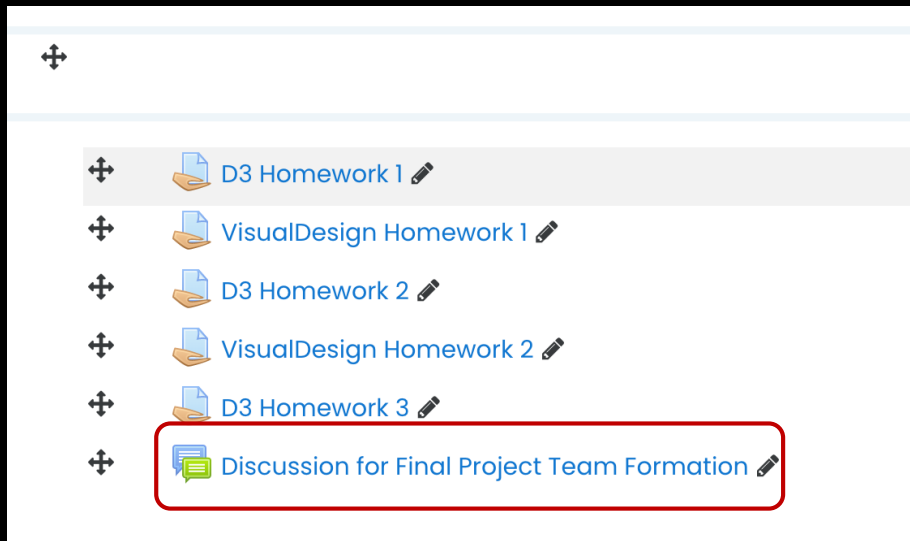 D3 Homework 1
VisualDesign Homework 1
D3 Homework 2
VisualDesign Homework 2
D3 Homework 3
Discussion for Final Project Team Formation